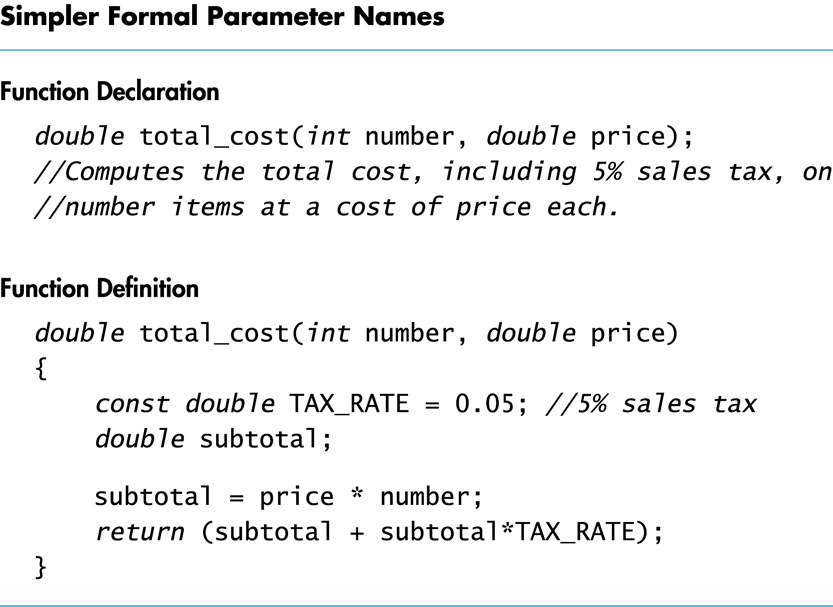 Simpler Formal Parameter Names
Function Declaration
double total_cost(int number, double price);
//Computes the total cost, including 5% sales tax, on
//number items at a cost of price each.
Function Definition
double total_cost(int number, double price)
{
const double TAX_RATE = 0.05; //5% sales tax
double subtotal;
subtotal = price * number;
return (subtotal + subtotal*TAX_RATE);
}